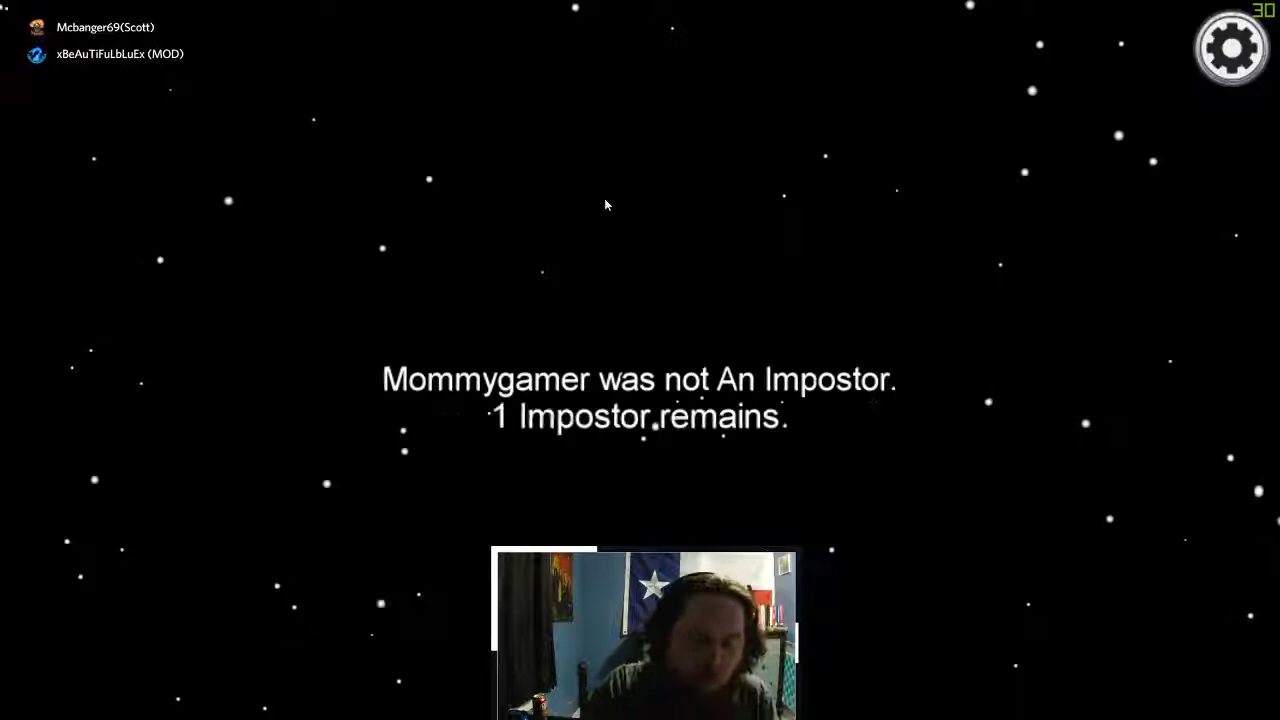 30
Mcbanger69(Scott)
xBeAuTiFuLbLuEx (MOD)
Mommygamer was not An Impostor.
1 Impostor remains.